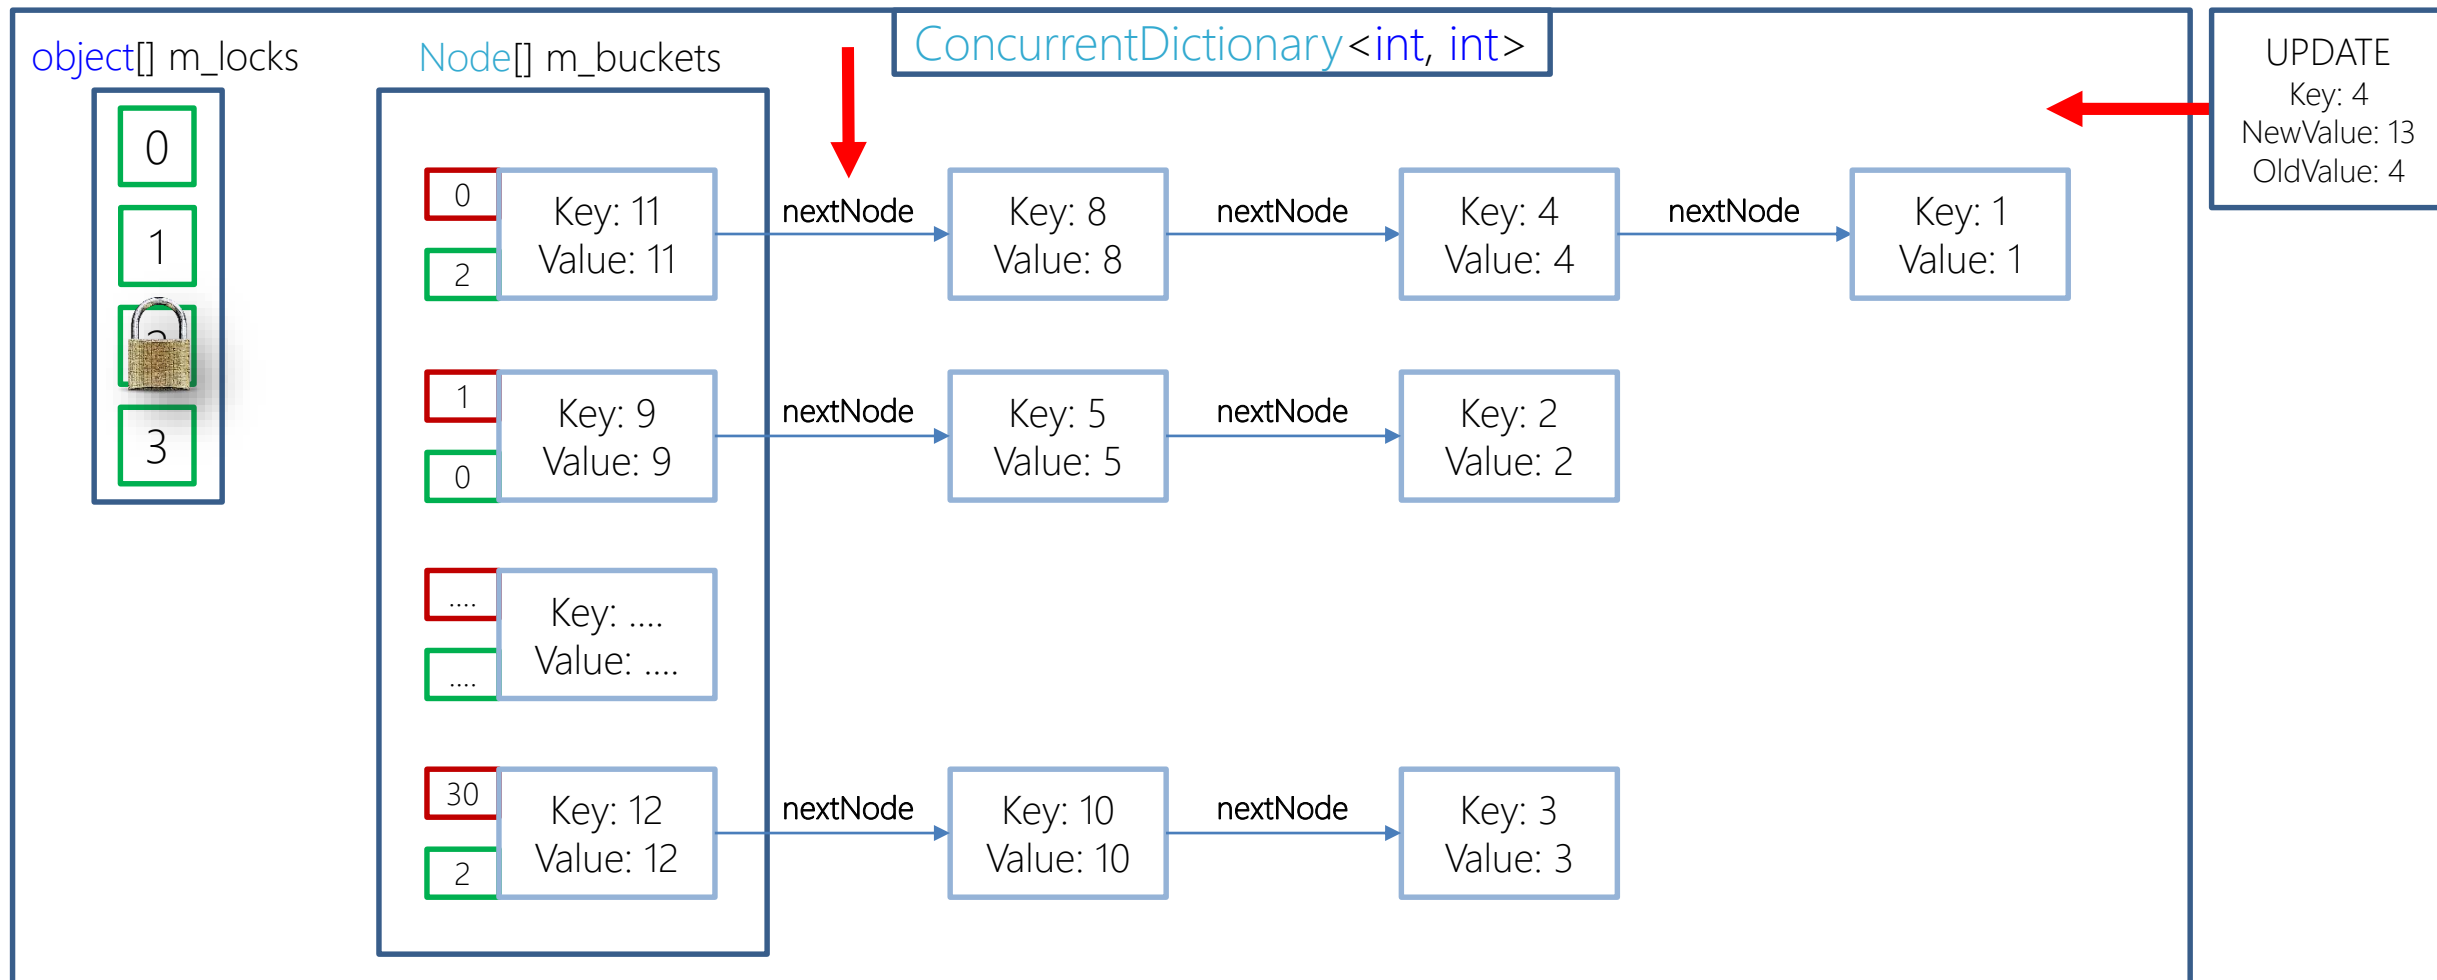 ConcurrentDictionary<int, int>
object[] m_locks
0
1
3
Node[] m_buckets
0
2
Key: 11
Value: 11
nextNode
Key: 8
Value: 8
nextNode
Key: 4
Value: 4
nextNode
Key: 1
Value: 1
1
0
Key: 9
Value: 9
nextNode
Key: 5
Value: 5
nextNode
Key: 2
Value: 2
....
....
Key: ....
Value: ....
30
2
Key: 12
Value: 12
nextNode
Key: 10
Value: 10
nextNode
Key: 3
Value: 3
UPDATE
Key: 4
NewValue: 13
OldValue: 4